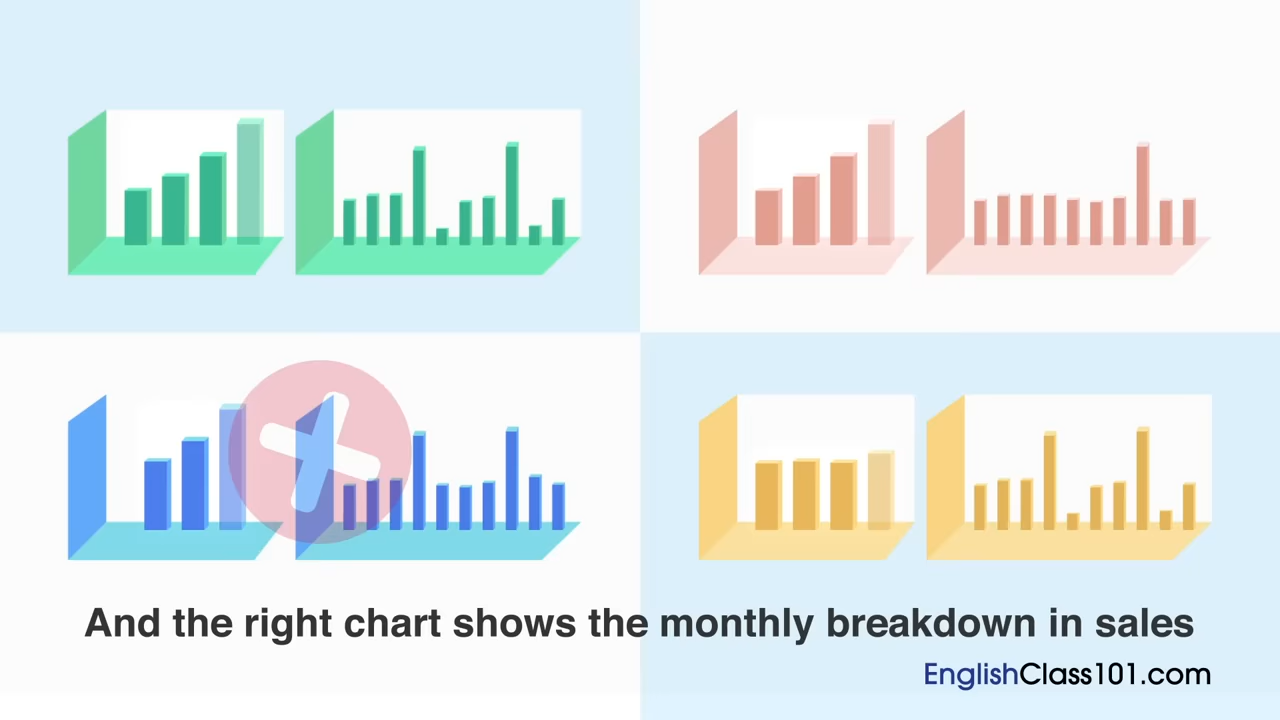 And the right chart shows the monthly breakdown in sales
EnglishClass101.com